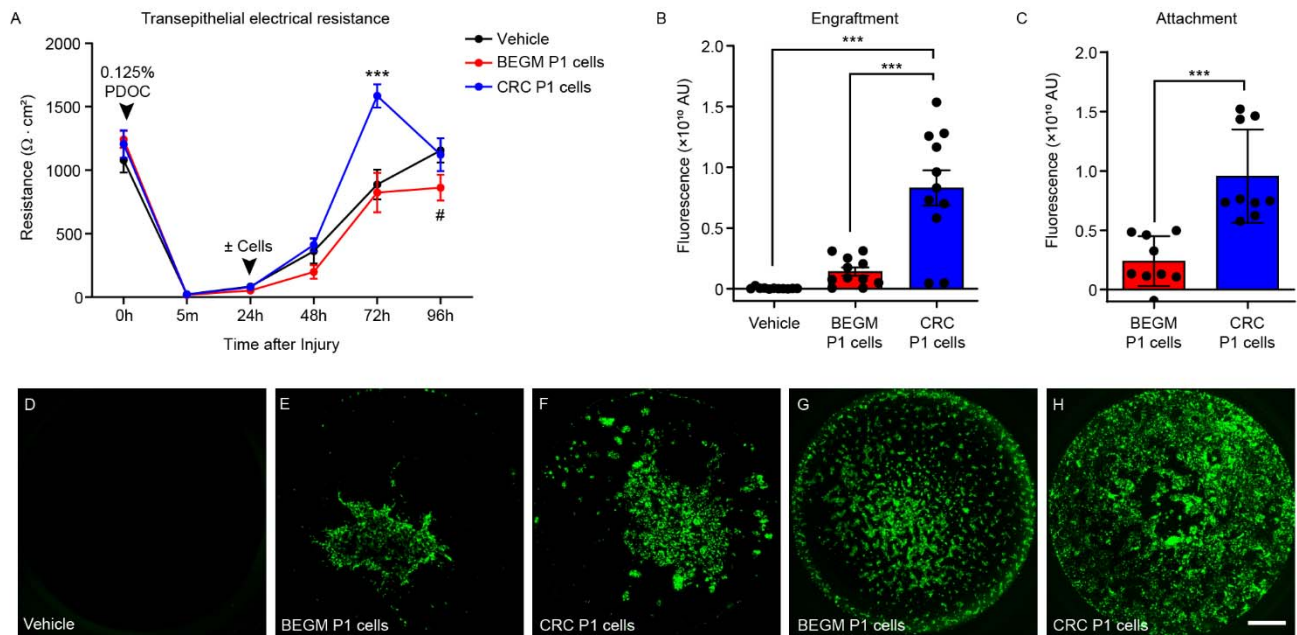 A
Transepithelial electrical resistance
2000
1500
1000
500
0
Resistance (Ω · cm²)
0.125%
PDOC
± Cells
***
#
0h
5m
24h
48h
72h
96h
Time after Injury
Vehicle
BEGM P1 cells
CRC P1 cells
B
Engraftment
***
***
2.0
1.5
1.0
0.5
0
Fluorescence (×10¹⁰ AU)
Vehicle
BEGM
P1 cells
CRC
P1 cells
C
Attachment
***
2.0
1.5
1.0
0.5
0
Fluorescence (×10¹⁰ AU)
BEGM
P1 cells
CRC
P1 cells
D
Vehicle
E
BEGM P1 cells
F
CRC P1 cells
G
BEGM P1 cells
H
CRC P1 cells